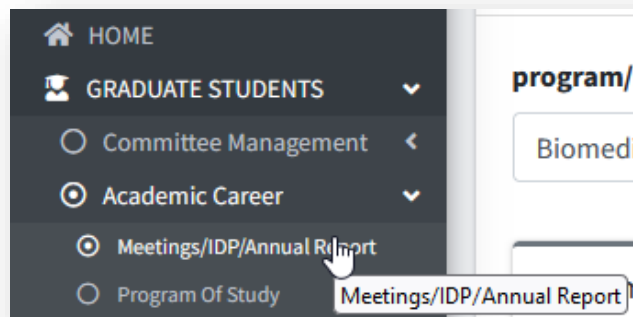 HOME
GRADUATE STUDENTS
program/
Committee Management
Biomed
Academic Career
Meetings/IDP/Annual Report
Program Of Study
Meetings/IDP/Annual Report